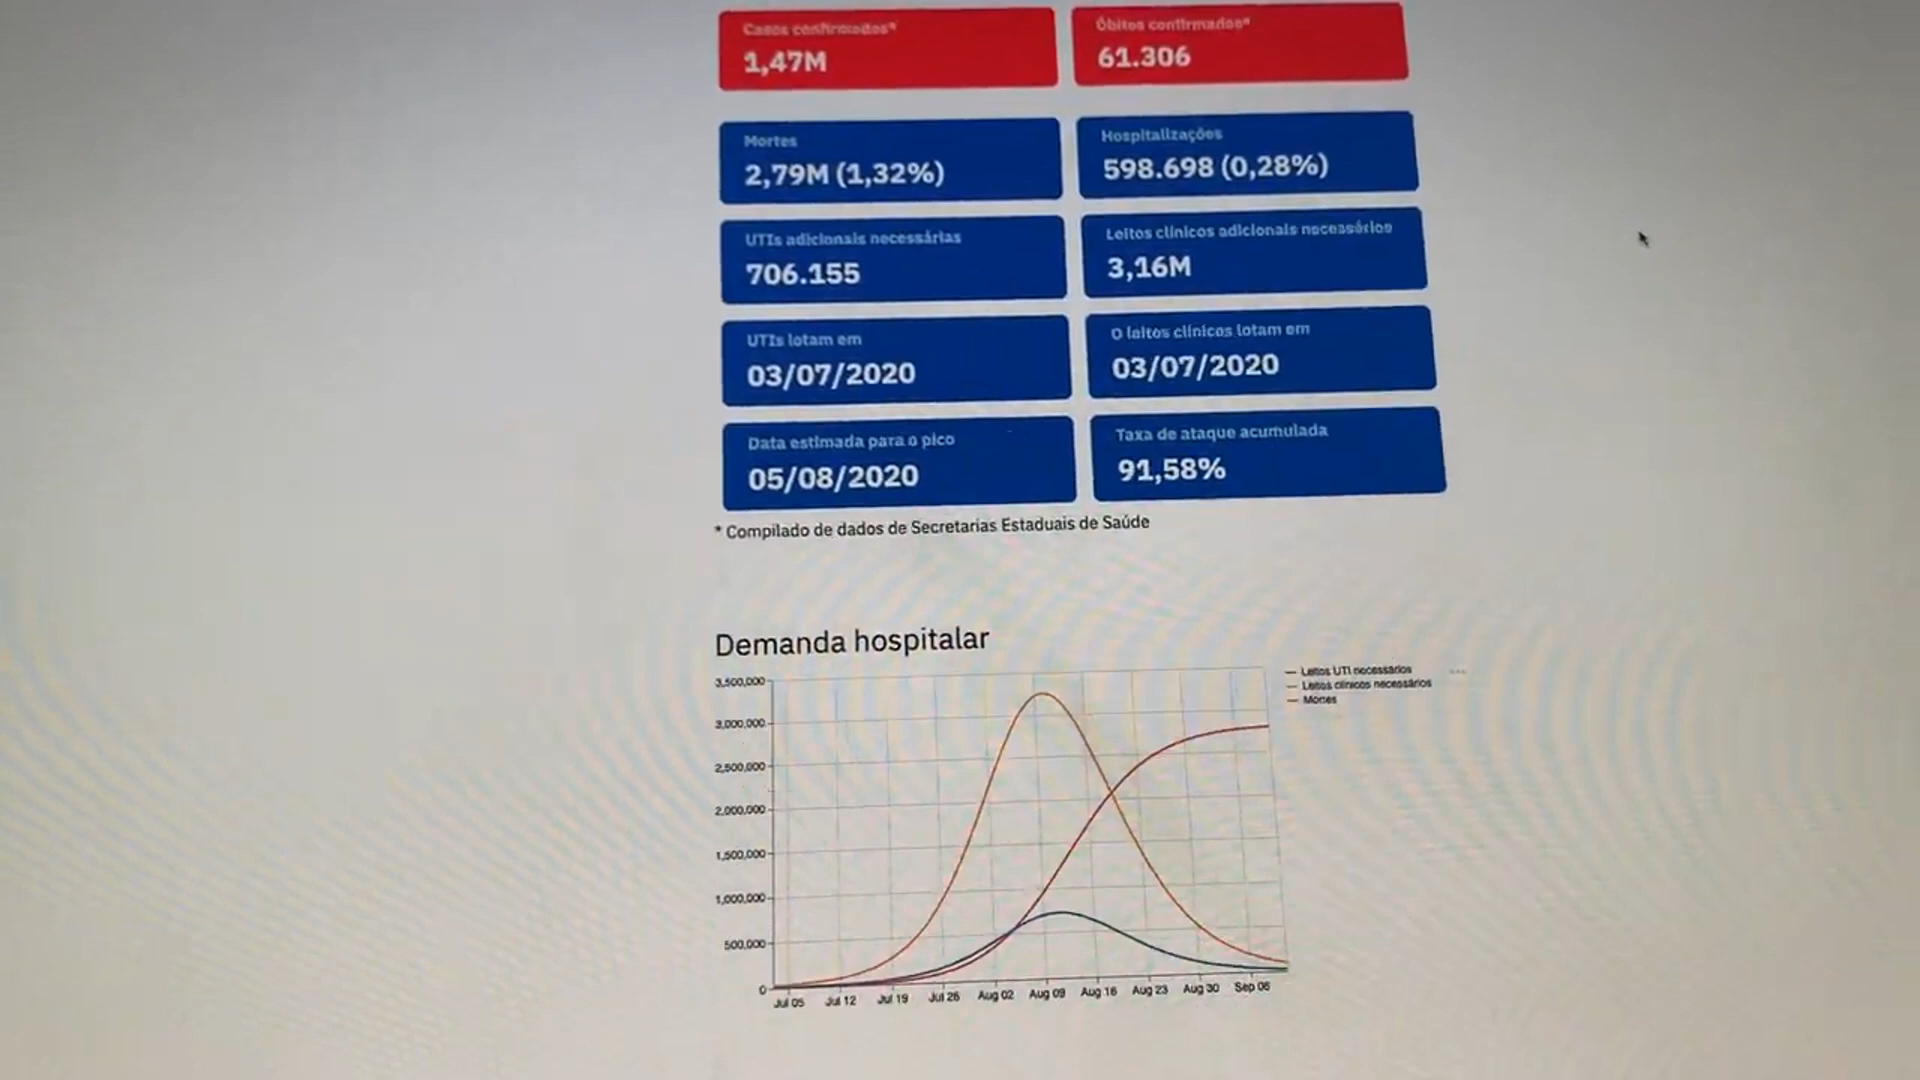 Casos confirmados*
1,47M
Óbitos confirmados*
61.306
Mortes
2,79M (1,32%)
Hospitalizações
598.698 (0,28%)
UTIs adicionais necessárias
706.155
Leitos clínicos adicionais necessários
3,16M
UTIs lotam em
03/07/2020
O leitos clínicos lotam em
03/07/2020
Data estimada para o pico
05/08/2020
Taxa de ataque acumulada
91,58%
* Compilado de dados de Secretarias Estaduais de Saúde
Demanda hospitalar
3,500,000
3,000,000
2,500,000
2,000,000
1,500,000
1,000,000
500,000
0
Jul 05 Jul 12 Jul 19 Jul 26 Aug 02 Aug 09 Aug 16 Aug 23 Aug 30 Sep 06
Leitos UTI necessários
Leitos clínicos necessários
Mortes